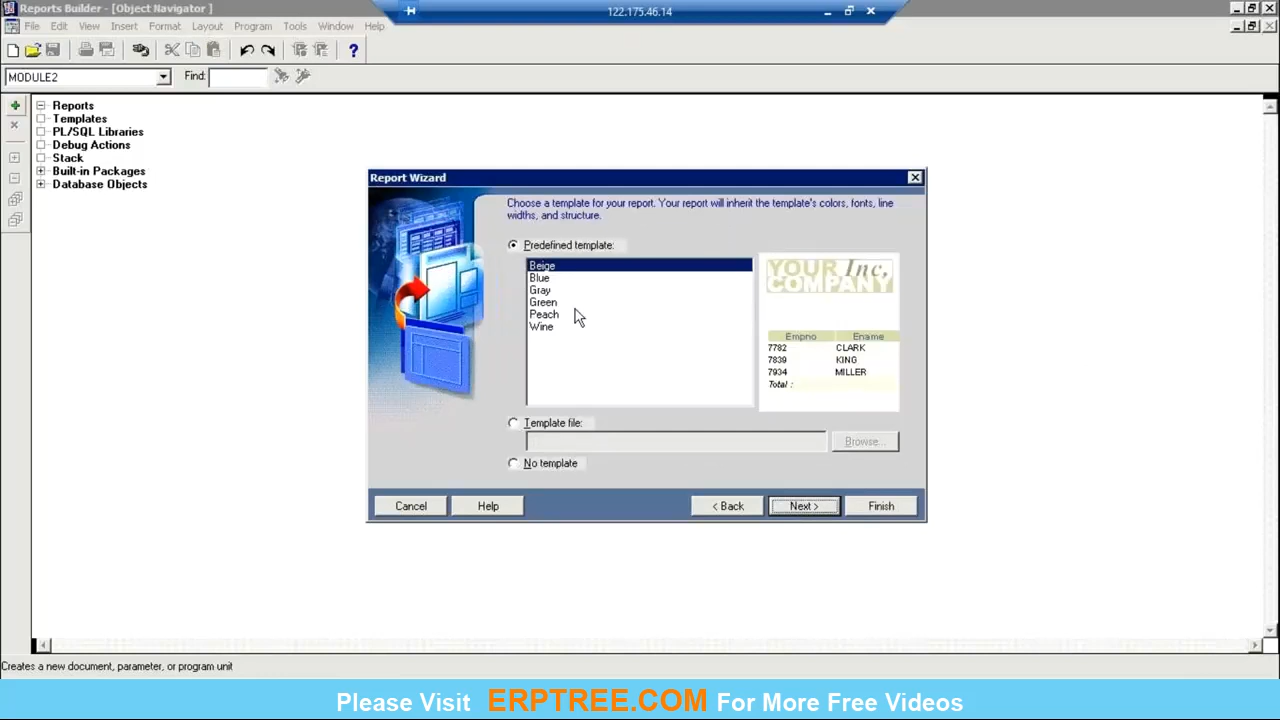 Reports Builder - [Object Navigator ]
122.175.46.14
File Edit View Insert Format Layout Tools Program Window Help
MODULE2 Find:
Reports
Templates
PL/SQL Libraries
Debug Actions
Stack
Built-in Packages
Database Objects
Report Wizard
Choose a template for your report. Your report will inherit the template's colors, fonts, line
widths, and structure.
Predefined template:
Beige
Blue
Gray
Green
Peach
Wine
YOUR Inc,
COMPANY
Empno Ename
7782 CLARK
7839 KING
7934 MILLER
Total :
Template file:
Browse...
No template
Cancel Help < Back Next > Finish
Creates a new document, parameter, or program unit
Please Visit ERPTREE.COM For More Free Videos